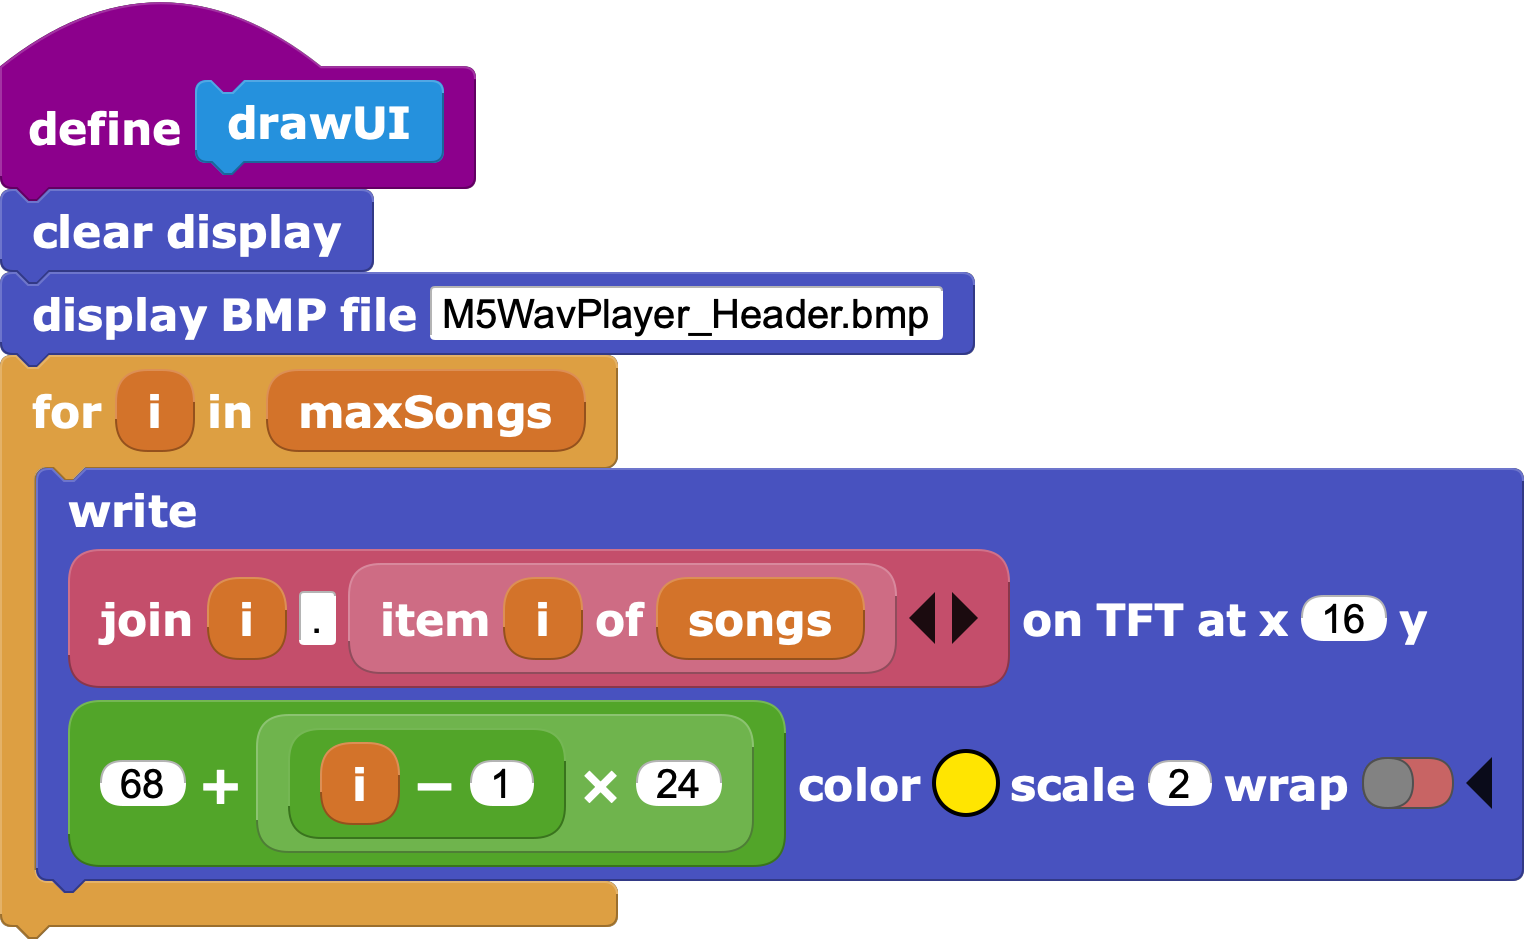 define drawUI
clear display
display BMP file M5WavPlayer_Header.bmp
for i in maxSongs
write
join i . item i of songs on TFT at x 16 y
68 + i − 1 × 24 color scale 2 wrap